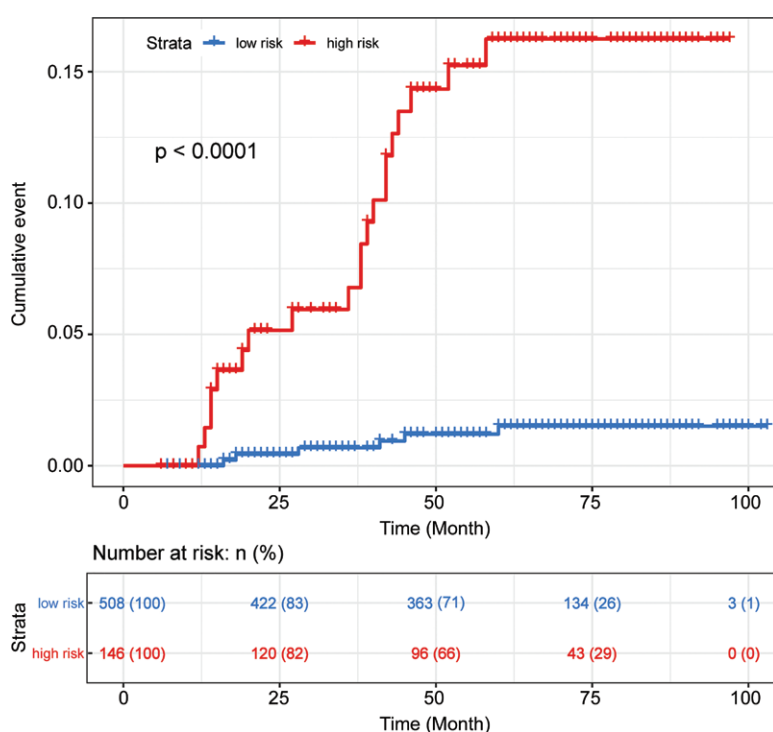 Strata low risk high risk
0.15
p < 0.0001
0.10
Cumulative event
0.05
0.00
0 25 50 75 100
Time (Month)
Number at risk: n (%)
Strata
low risk 508 (100) 422 (83) 363 (71) 134 (26) 3 (1)
high risk 146 (100) 120 (82) 96 (66) 43 (29) 0 (0)
0 25 50 75 100
Time (Month)